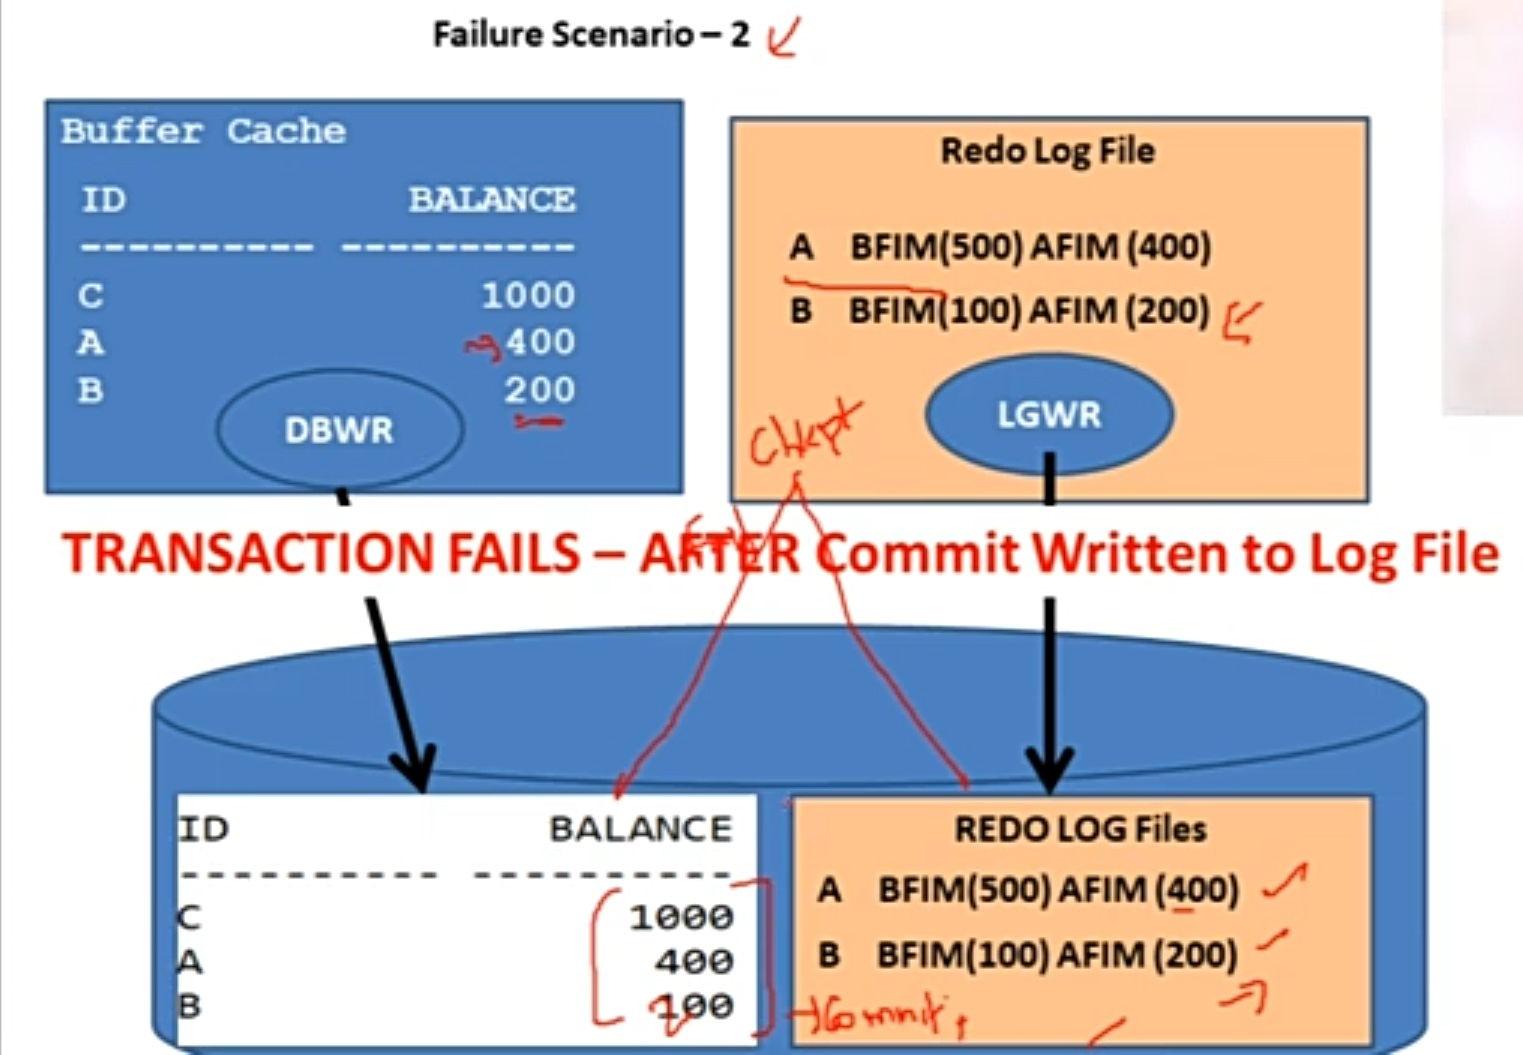 Failure Scenario – 2
Buffer Cache
ID BALANCE
---------- ----------
C 1000
A 400
B 200
DBWR
Redo Log File
A BFIM(500) AFIM (400)
B BFIM(100) AFIM (200)
LGWR
Chkpt
TRANSACTION FAILS – AFTER Commit Written to Log File
ID BALANCE
---------- ----------
C 1000
A 400
B 100
2
Commit
REDO LOG Files
A BFIM(500) AFIM (400)
B BFIM(100) AFIM (200)